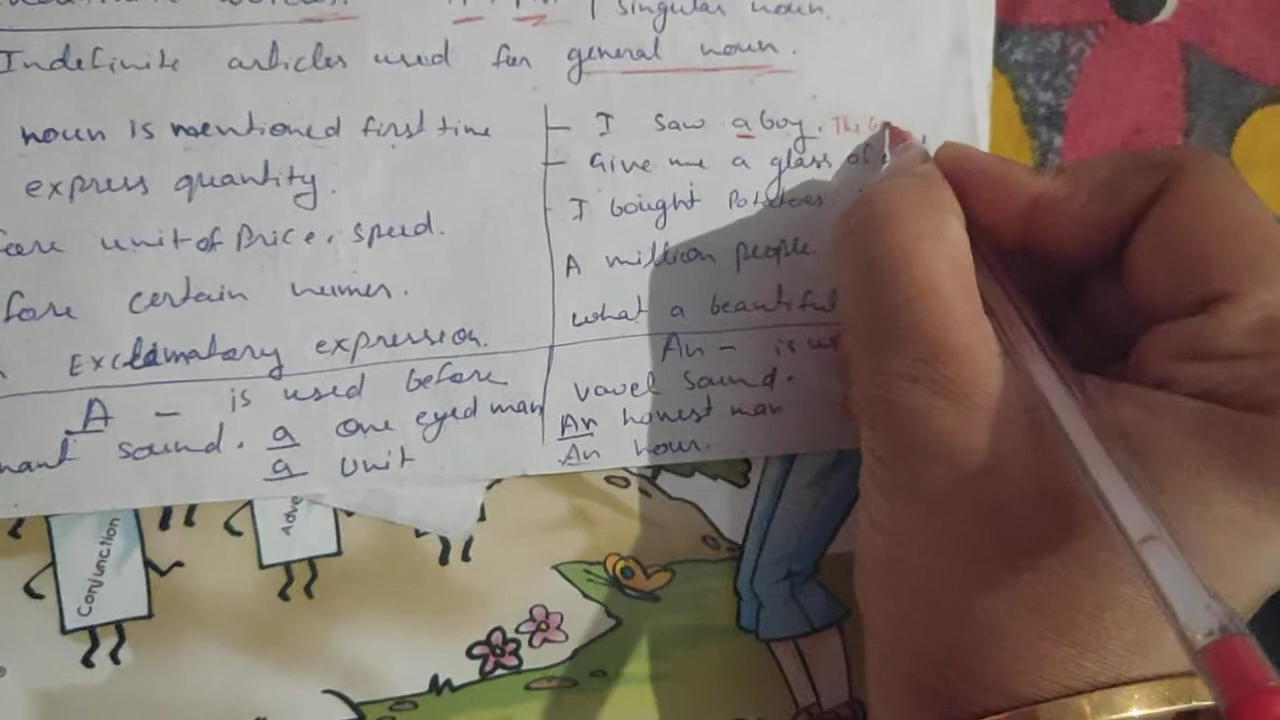 singular noun.
Indefinite articles used for general noun.
noun is mentioned first time
I saw a boy. The
express quantity.
Give me a glass of
unit of Price, speed.
I bought Potatoes
certain
A million people
Exclamatory expression.
what a beautiful
A - is used before
An - is
sound. a one eyed man
vowel sound.
a unit
An honest man
An hour.
Conjunction
Adve